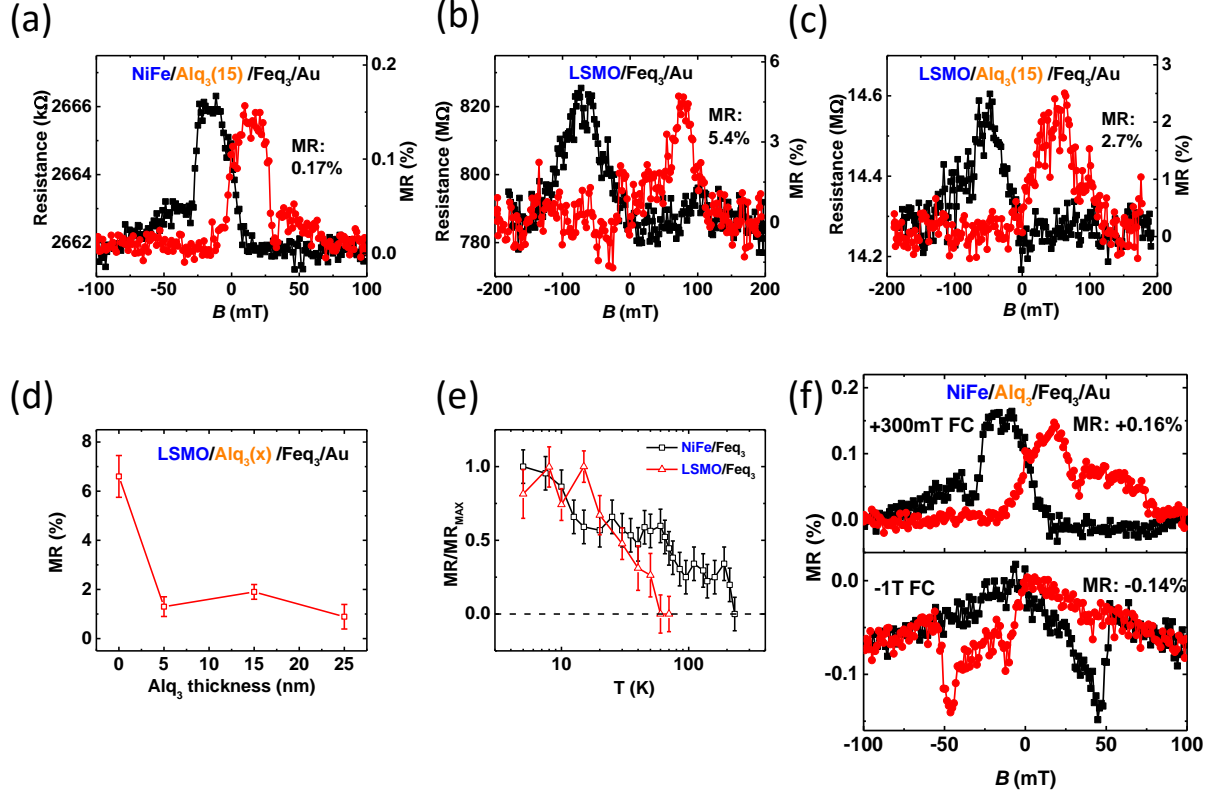 (a)
NiFe/Alq3(15) /Feq3/Au
MR:
0.17%
Resistance (kΩ)
2666
2664
2662
MR (%)
0.2
0.1
0.0
-100 -50 0 50 100
B (mT)
(b)
LSMO/Feq3/Au
MR:
5.4%
Resistance (MΩ)
820
800
780
MR (%)
6
3
0
-200 -100 0 100 200
B (mT)
(c)
LSMO/Alq3(15) /Feq3/Au
MR:
2.7%
Resistance (MΩ)
14.6
14.4
14.2
MR (%)
3
2
1
0
-200 -100 0 100 200
B (mT)
(d)
LSMO/Alq3(x) /Feq3/Au
MR (%)
8
6
4
2
0
0 5 10 15 20 25
Alq3 thickness (nm)
(e)
NiFe/Feq3
LSMO/Feq3
MR/MRMAX
1.0
0.5
0.0
10 100
T (K)
(f)
NiFe/Alq3/Feq3/Au
+300mT FC
MR: +0.16%
0.2
0.1
0.0
MR (%)
-1T FC
MR: -0.14%
0.0
-0.1
-100 -50 0 50 100
B (mT)